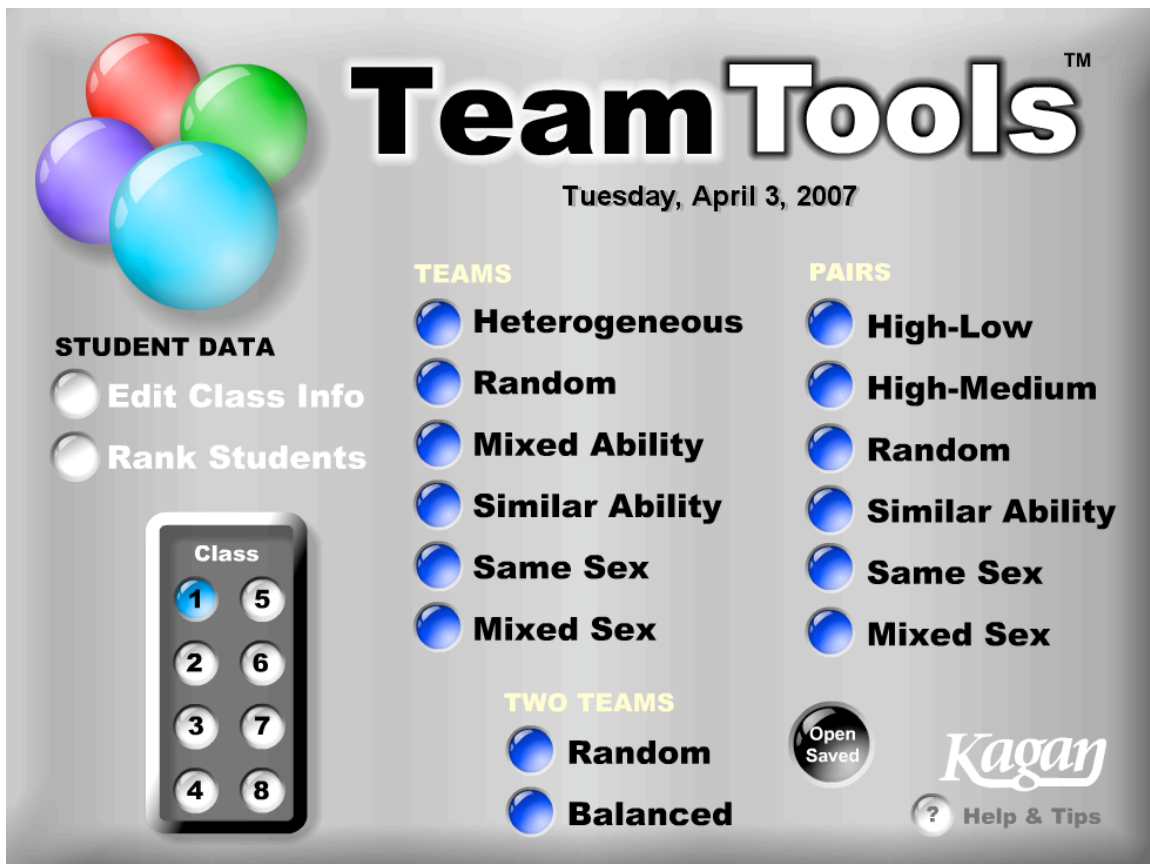 TeamTools™
Tuesday, April 3, 2007
STUDENT DATA
Edit Class Info
Rank Students
Class
1 5
2 6
3 7
4 8
TEAMS
Heterogeneous
Random
Mixed Ability
Similar Ability
Same Sex
Mixed Sex
PAIRS
High-Low
High-Medium
Random
Similar Ability
Same Sex
Mixed Sex
TWO TEAMS
Random
Balanced
Open
Saved
Kagan
? Help & Tips